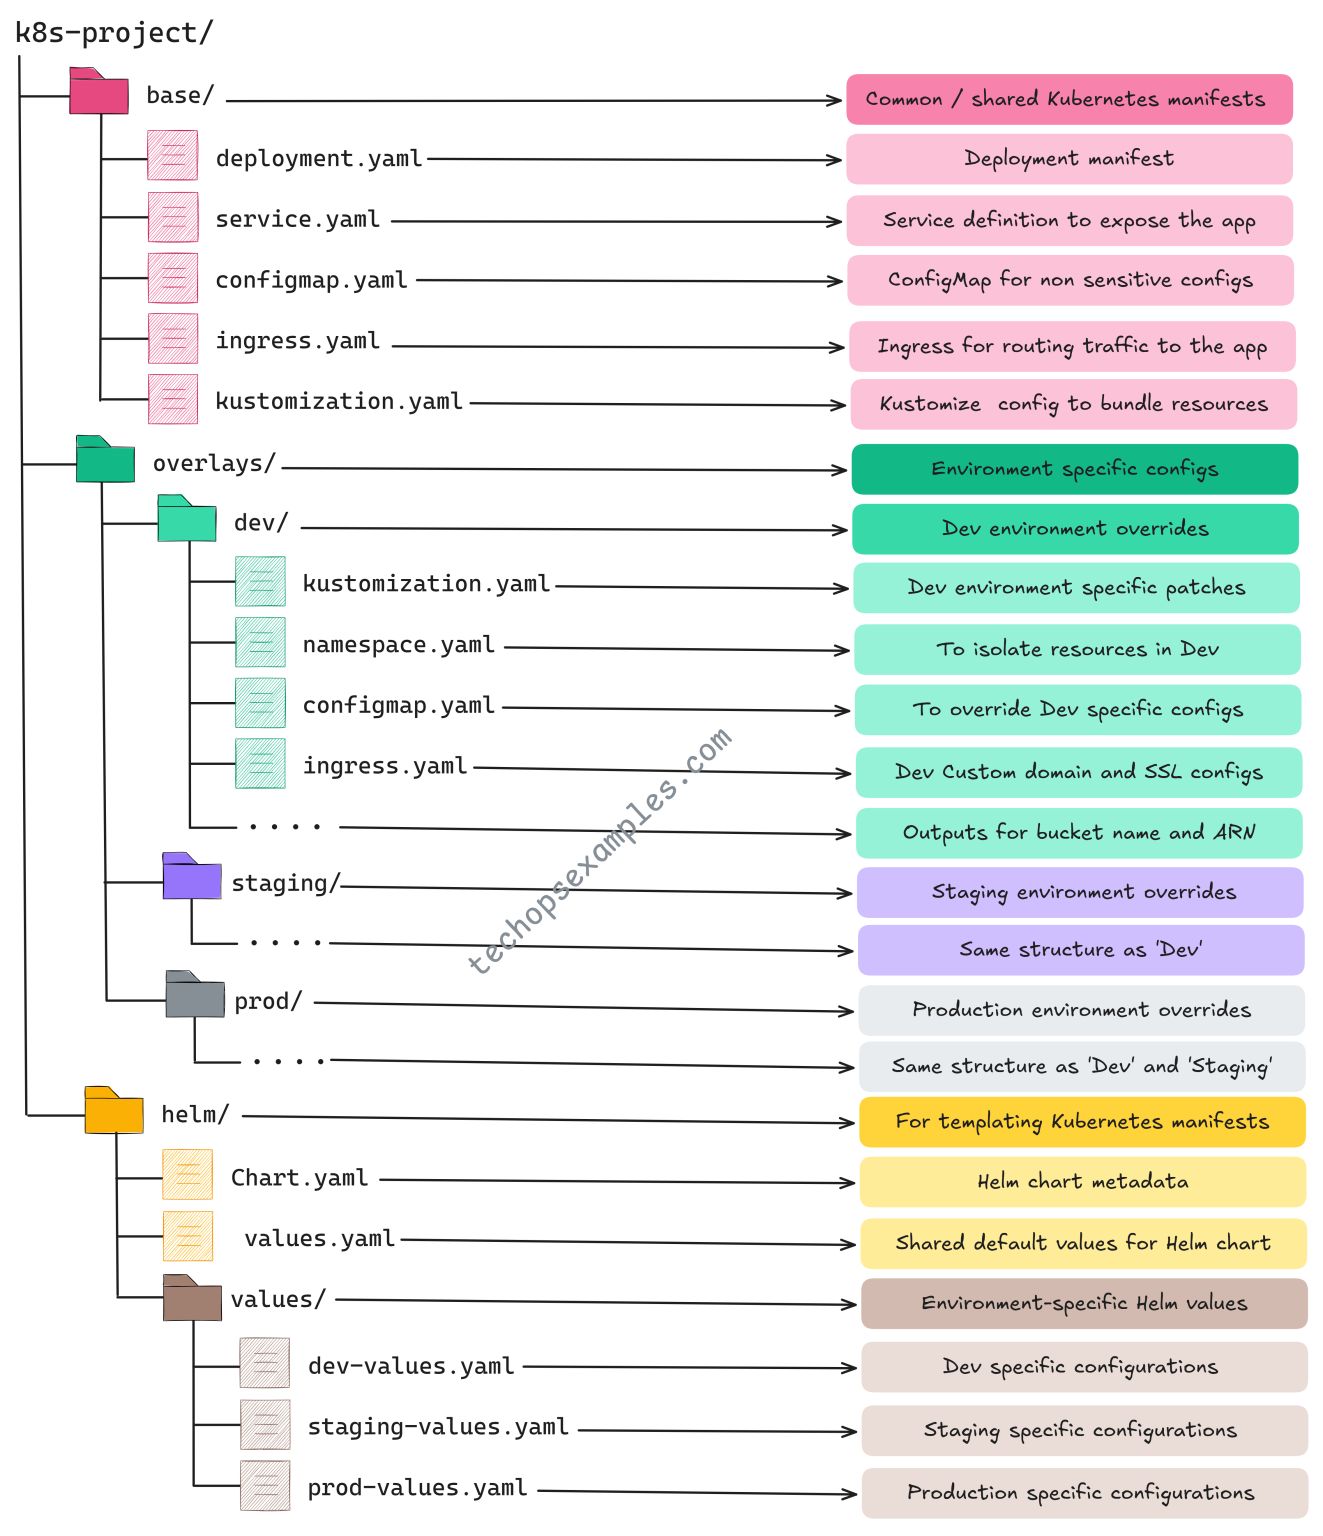 k8s-project/
base/ Common / shared Kubernetes manifests
deployment.yaml Deployment manifest
service.yaml Service definition to expose the app
configmap.yaml ConfigMap for non sensitive configs
ingress.yaml Ingress for routing traffic to the app
kustomization.yaml Kustomize config to bundle resources
overlays/ Environment specific configs
dev/ Dev environment overrides
kustomization.yaml Dev environment specific patches
namespace.yaml To isolate resources in Dev
configmap.yaml To override Dev specific configs
ingress.yaml Dev Custom domain and SSL configs
. . . . Outputs for bucket name and ARN
staging/ Staging environment overrides
. . . . Same structure as 'Dev'
prod/ Production environment overrides
. . . . Same structure as 'Dev' and 'Staging'
helm/ For templating Kubernetes manifests
Chart.yaml Helm chart metadata
values.yaml Shared default values for Helm chart
values/ Environment-specific Helm values
dev-values.yaml Dev specific configurations
staging-values.yaml Staging specific configurations
prod-values.yaml Production specific configurations
techopsexamples.com